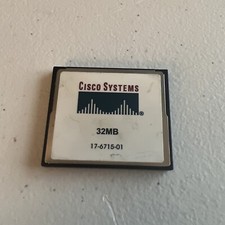 CISCO SYSTEMS
®
32MB
17-6715-01